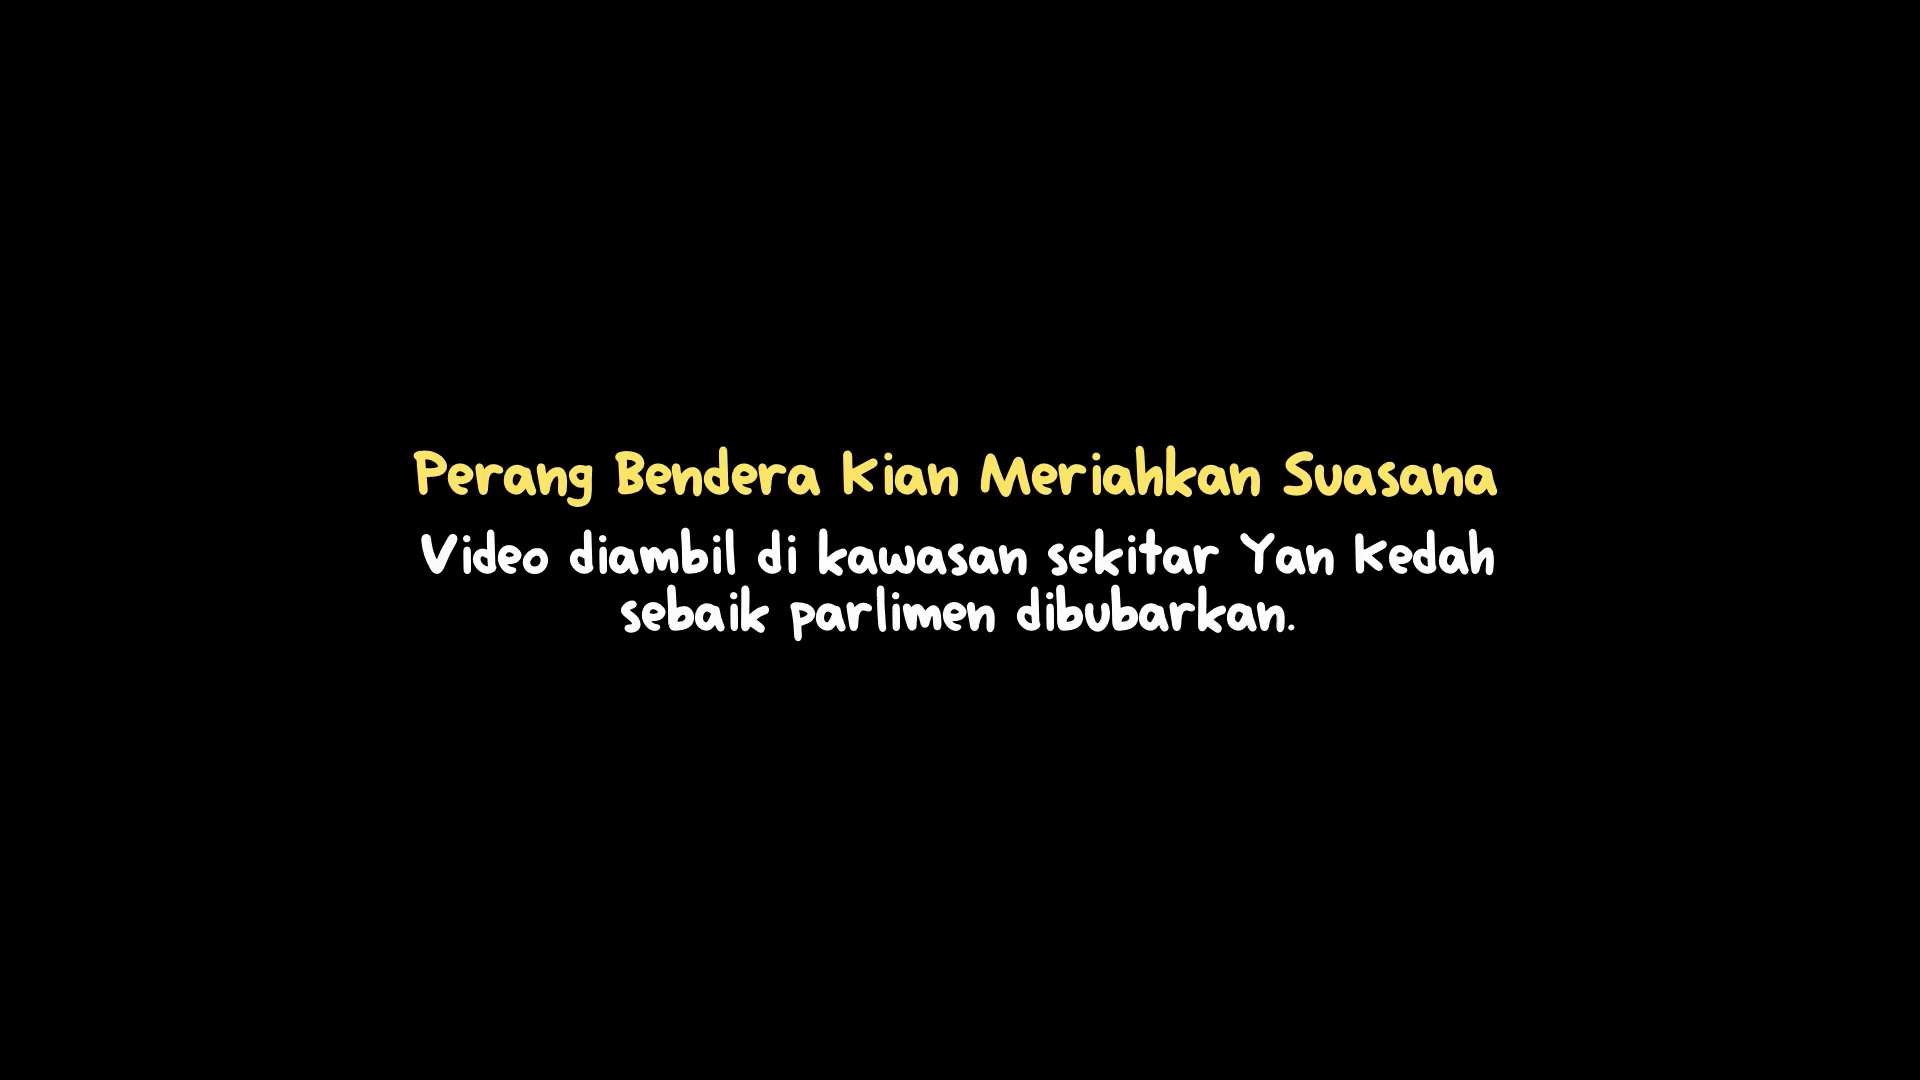 Perang Bendera Kian Meriahkan Suasana
Video diambil di kawasan sekitar Yan Kedah
sebaik parlimen dibubarkan.